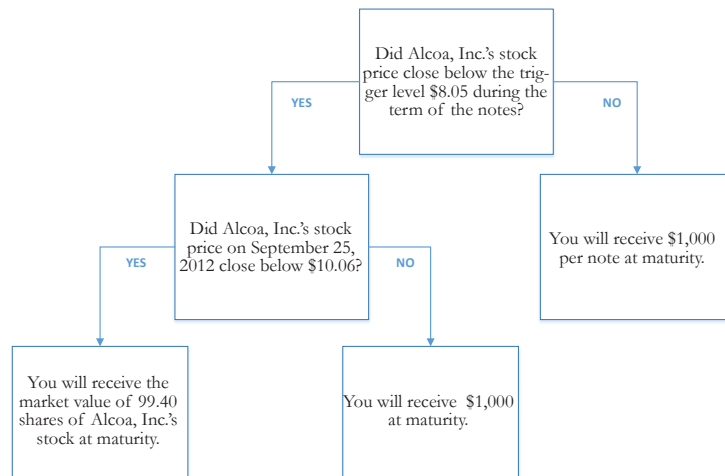 Did Alcoa, Inc.'s stock
price close below the trig-
ger level $8.05 during the
term of the notes?
YES
NO
Did Alcoa, Inc.'s stock
price on September 25,
2012 close below $10.06?
You will receive $1,000
per note at maturity.
YES
NO
You will receive the
market value of 99.40
shares of Alcoa, Inc.'s
stock at maturity.
You will receive $1,000
at maturity.